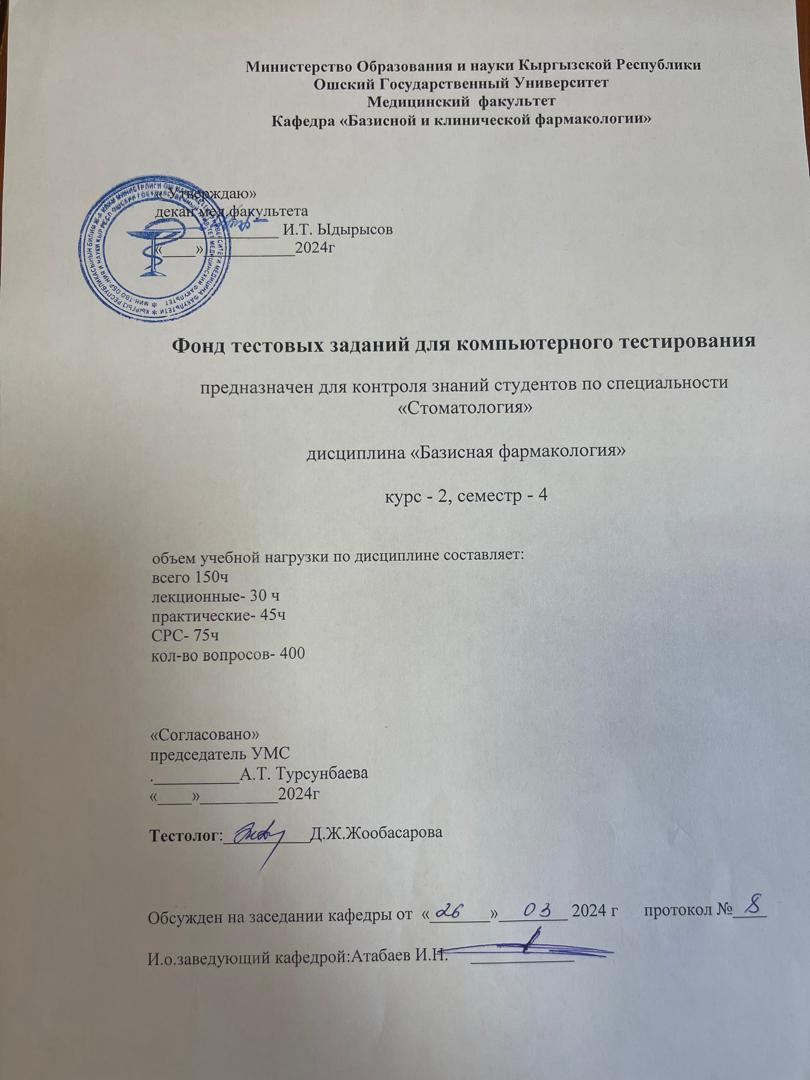 Министерство Образования и науки Кыргызской Республики
Ошский Государственный Университет
Медицинский факультет
Кафедра «Базисной и клинической фармакологии»
« Утверждаю»
декан мед.факультета
______________ И.Т. Ыдырысов
«____»___________2024г
Фонд тестовых заданий для компьютерного тестирования
предназначен для контроля знаний студентов по специальности
«Стоматология»
дисциплина «Базисная фармакология»
курс - 2, семестр - 4
объем учебной нагрузки по дисциплине составляет:
всего 150ч
лекционные- 30 ч
практические- 45ч
СРС- 75ч
кол-во вопросов- 400
«Согласовано»
председатель УМС
.__________А.Т. Турсунбаева
«____»_________2024г
Тестолог:__________Д.Ж.Жообасарова
Обсужден на заседании кафедры от «26» 03 2024 г протокол № 8
И.о.заведующий кафедрой:Атабаев И.Н.